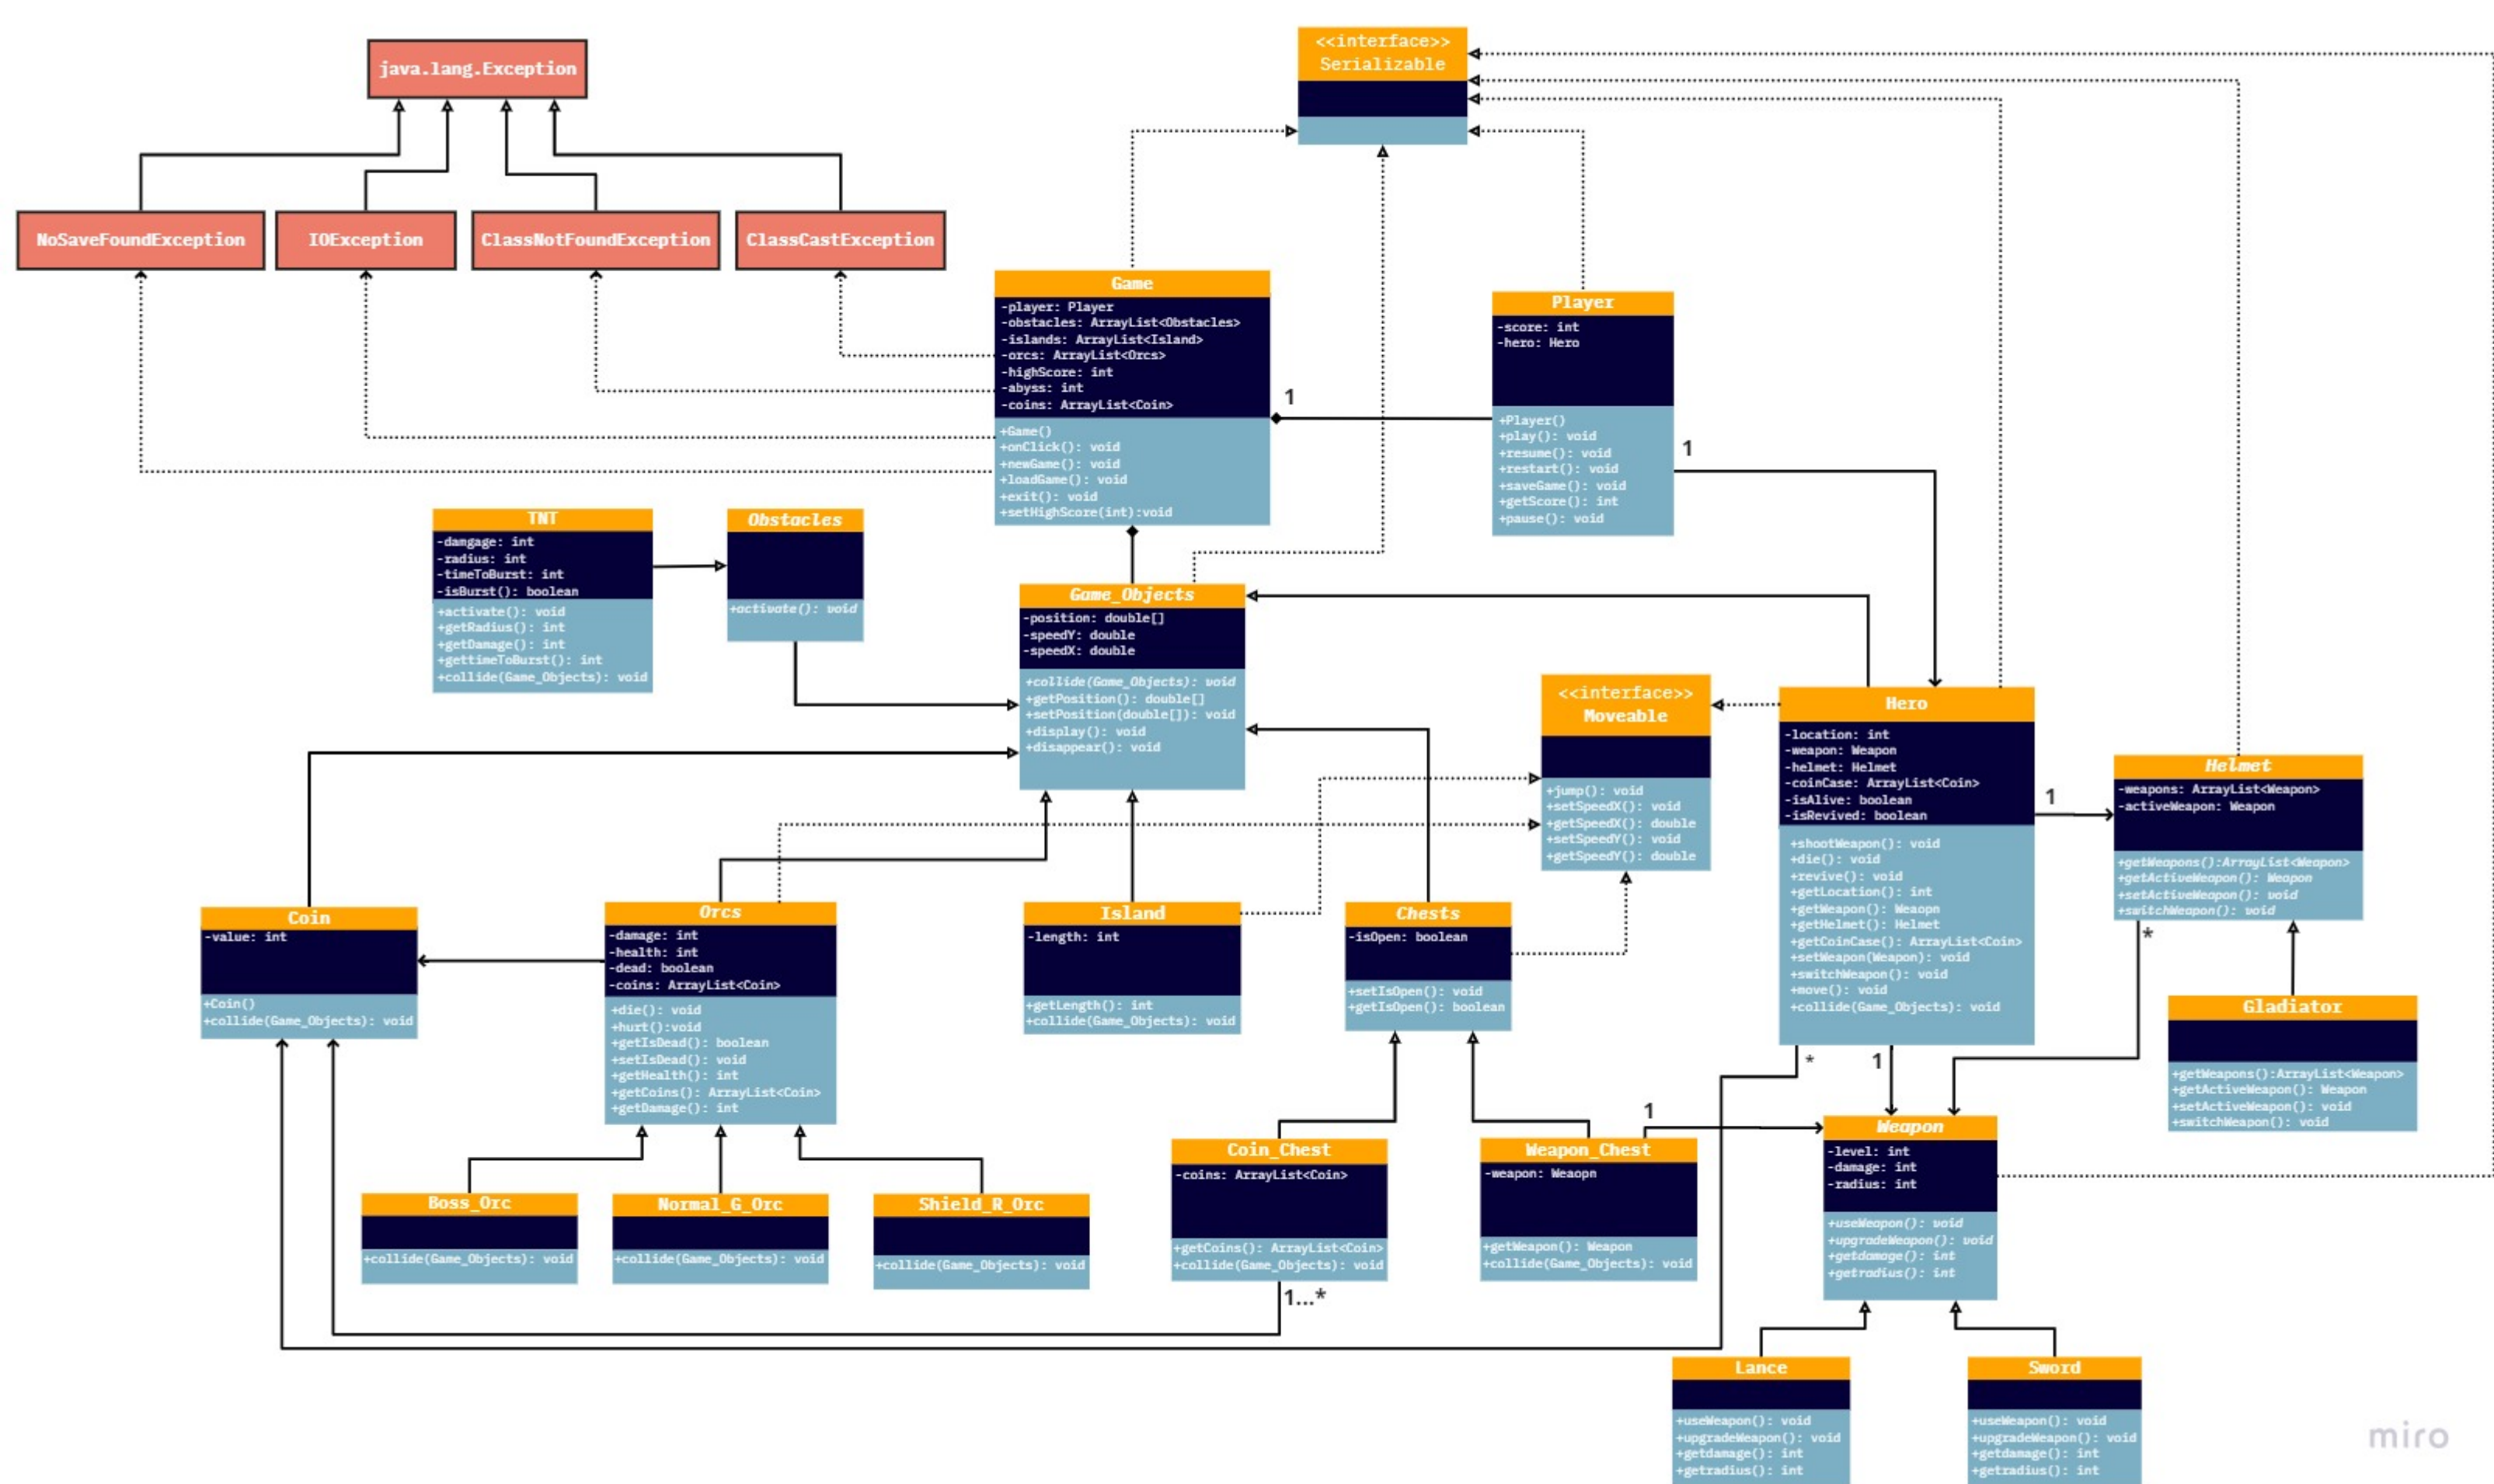 java.lang.Exception
<<interface>>
Serializable
NoSaveFoundException
IOException
ClassNotFoundException
ClassCastException
Game
-player: Player
-obstacles: ArrayList<Obstacles>
-islands: ArrayList<Island>
-orcs: ArrayList<Orcs>
-highScore: int
-abyss: int
-coins: ArrayList<Coin>
+Game()
+onClick(): void
+newGame(): void
+loadGame(): void
+exit(): void
+setHighScore(int):void
1
Player
-score: int
-hero: Hero
+Player()
+play(): void
+resume(): void
+restart(): void
+saveGame(): void
+getScore(): int
+pause(): void
1
TNT
-damgage: int
-radius: int
-timeToBurst: int
-isBurst(): boolean
+activate(): void
+getRadius(): int
+getDamage(): int
+gettimeToBurst(): int
+collide(Game_Objects): void
Obstacles
+activate(): void
Game_Objects
-position: double[]
-speedY: double
-speedX: double
+collide(Game_Objects): void
+getPosition(): double[]
+setPosition(double[]): void
+display(): void
+disappear(): void
<<interface>>
Moveable
+jump(): void
+setSpeedX(): void
+getSpeedX(): double
+setSpeedY(): void
+getSpeedY(): double
Hero
-location: int
-weapon: Weapon
-helmet: Helmet
-coinCase: ArrayList<Coin>
-isAlive: boolean
-isRevived: boolean
+shootWeapon(): void
+die(): void
+revive(): void
+getLocation(): int
+getWeapon(): Weaopn
+getHelmet(): Helmet
+getCoinCase(): ArrayList<Coin>
+setWeapon(Weapon): void
+switchWeapon(): void
+move(): void
+collide(Game_Objects): void
1
Helmet
-weapons: ArrayList<Weapon>
-activeWeapon: Weapon
+getWeapons():ArrayList<Weapon>
+getActiveWeapon(): Weapon
+setActiveWeapon(): void
+switchWeapon(): void
*
Coin
-value: int
+Coin()
+collide(Game_Objects): void
Orcs
-damage: int
-health: int
-dead: boolean
-coins: ArrayList<Coin>
+die(): void
+hurt():void
+getIsDead(): boolean
+setIsDead(): void
+getHealth(): int
+getCoins(): ArrayList<Coin>
+getDamage(): int
Island
-length: int
+getLength(): int
+collide(Game_Objects): void
Chests
-isOpen: boolean
+setIsOpen(): void
+getIsOpen(): boolean
Gladiator
+getWeapons():ArrayList<Weapon>
+getActiveWeapon(): Weapon
+setActiveWeapon(): void
+switchWeapon(): void
*
1
1
Boss_Orc
+collide(Game_Objects): void
Normal_G_Orc
+collide(Game_Objects): void
Shield_R_Orc
+collide(Game_Objects): void
Coin_Chest
-coins: ArrayList<Coin>
+getCoins(): ArrayList<Coin>
+collide(Game_Objects): void
1...*
Weapon_Chest
-weapon: Weaopn
+getWeapon(): Weapon
+collide(Game_Objects): void
Weapon
-level: int
-damage: int
-radius: int
+useWeapon(): void
+upgradeWeapon(): void
+getdamage(): int
+getradius(): int
Lance
+useWeapon(): void
+upgradeWeapon(): void
+getdamage(): int
+getradius(): int
Sword
+useWeapon(): void
+upgradeWeapon(): void
+getdamage(): int
+getradius(): int
miro